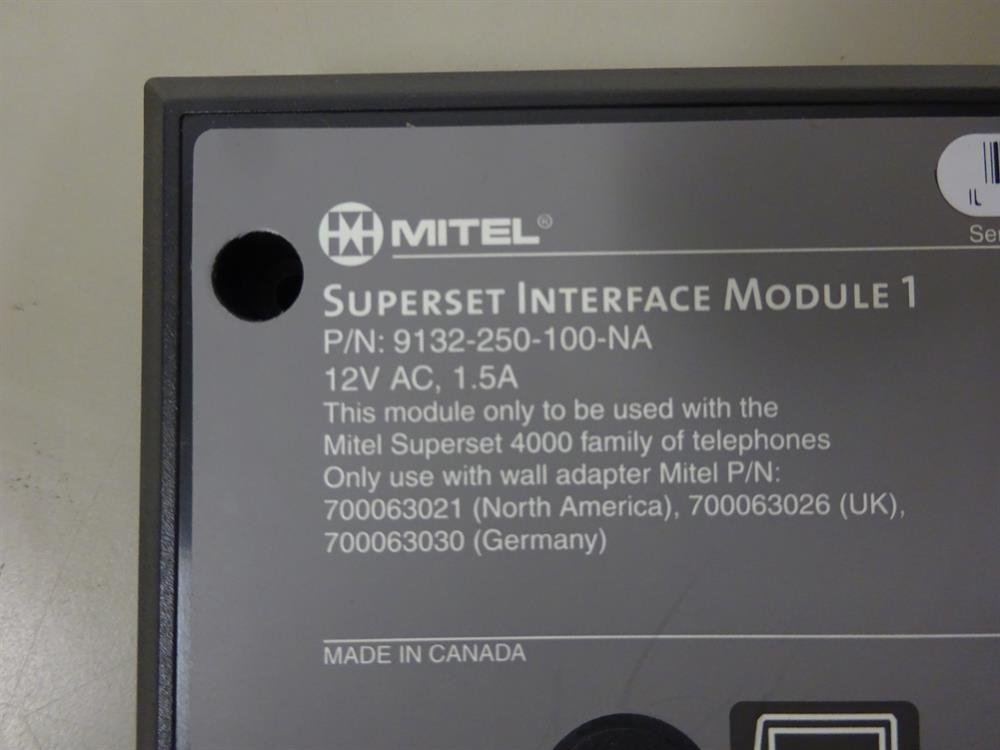 MITEL®
Ser
SUPERSET INTERFACE MODULE 1
P/N: 9132-250-100-NA
12V AC, 1.5A
This module only to be used with the
Mitel Superset 4000 family of telephones
Only use with wall adapter Mitel P/N:
700063021 (North America), 700063026 (UK),
700063030 (Germany)
MADE IN CANADA